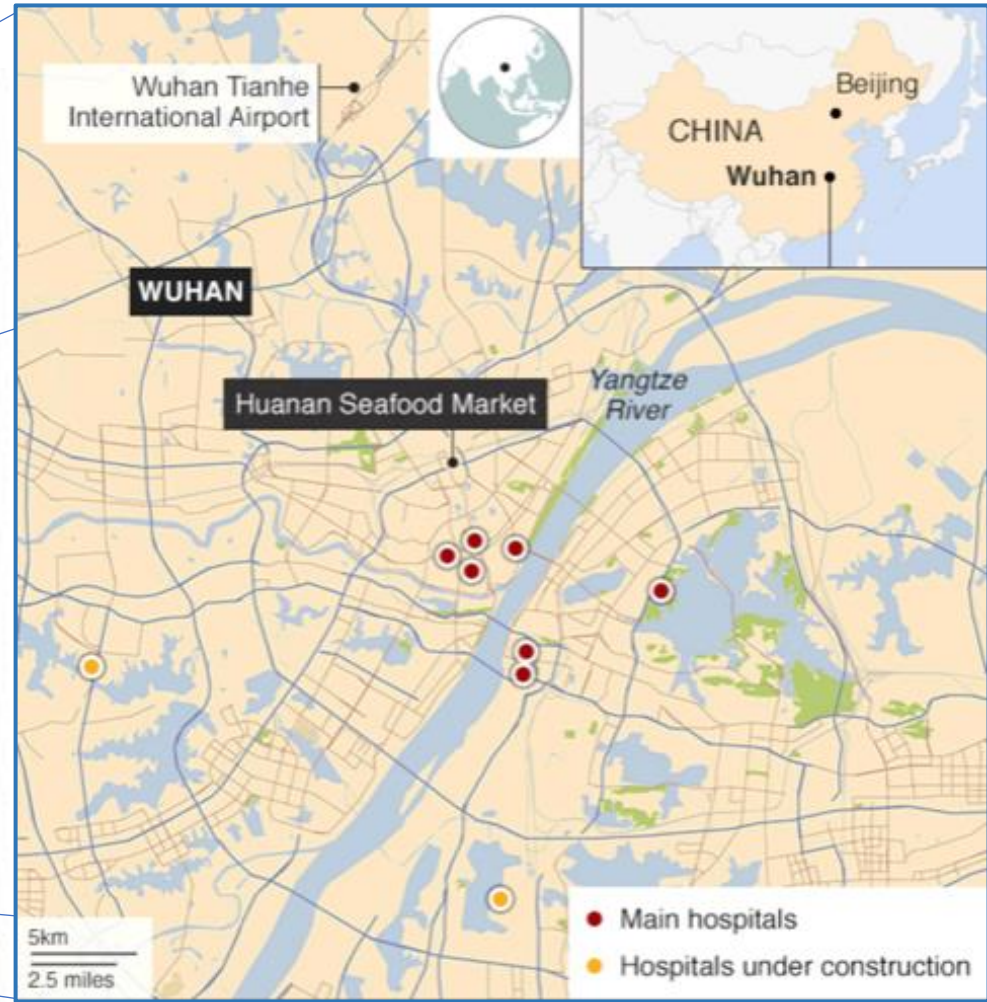 Wuhan Tianhe
International Airport
Beijing
CHINA
Wuhan
WUHAN
Huanan Seafood Market
Yangtze
River
5km
2.5 miles
Main hospitals
Hospitals under construction